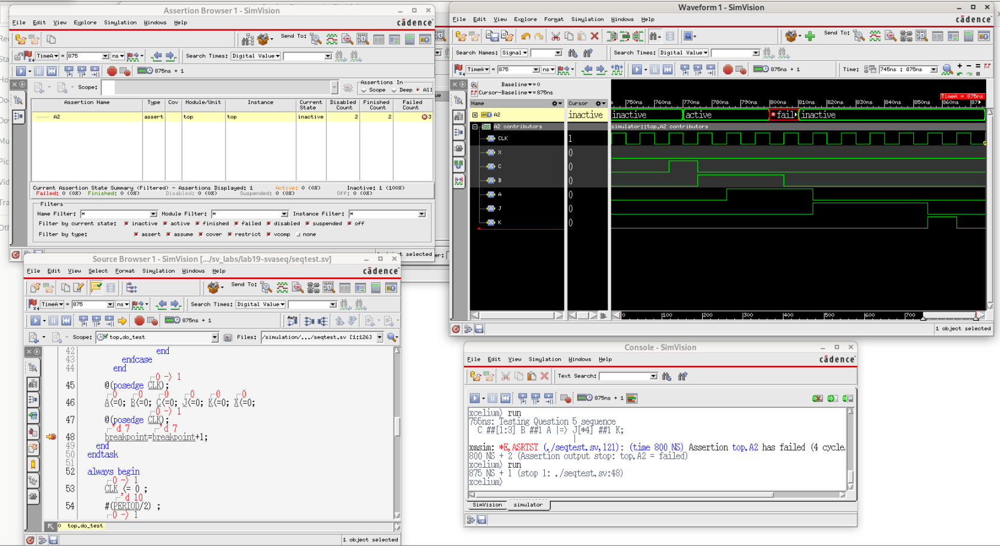 Assertion Browser 1 - SimVision
File Edit View Explore Simulation Windows Help
cādence
Send To:
TimeA = 875 ns
Search Times: Digital Value
875ns + 1
Scope:
Assertions In
Scope Deep All
Assertion Name Type Cov Module/Unit Instance Current State Disabled Count Finished Count Failed Count
A2 assert top top inactive 2 2 3
Current Assertion State Summary (Filtered) - Assertions Displayed: 1 Active: 0 (0%) Inactive: 1 (100%)
Failed: 0 (0%) Finished: 0 (0%) Disabled: 0 (0%) Suspended: 0 (0%) Off: 0 (0%)
Filters
Name Filter: * Module Filter: * Instance Filter: *
Filter by current state: inactive active finished failed disabled suspended off
Filter by type: assert assume cover restrict vcomp none
object selected
Source Browser 1 - SimVision [.../sv_labs/lab19-svaseq/seqtest.sv]
File Edit View Select Format Simulation Windows Help
cādence
Send To:
TimeA = 875 ns
Search Times: Digital Value
875ns + 1
Scope: top.do_test Files: /simulation/.../seqtest.sv [1:126]
42 end
43 endcase
44 end
0 -> 1
45 @(posedge CLK);
0 0 0 0 0 0
46 A<=0; B<=0; C<=0; J<=0; K<=0; X<=0;
0 -> 1
47 @(posedge CLK);
'd 7 'd 7
48 breakpoint=breakpoint+1;
49 end
50 endtask
51
52 always begin
0 -> 1
53 CLK <= 0 ;
'd 10
54 #(PERIOD/2) ;
0 -> 1
0 top.do_test
1 object selected
Waveform 1 - SimVision
File Edit View Explore Format Simulation Windows Help
cādence
Send To:
Search Names: Signal
Search Times: Digital Value
TimeA = 875 ns
875ns + 1
Time: 745ns : 875ns
Baseline = 0
Cursor-Baseline = 875ns
TimeA = 875ns
Name Cursor
750ns 760ns 770ns 780ns 790ns 800ns 810ns 820ns 830ns 840ns 850ns 860ns 87
A2 inactive inactive active fail inactive
A2 contributors simulator::top.A2 contributors
CLK 1
X 0
C 0
B 0
A 0
J 0
K 0
0 100 200 300 400 500 600 700
1 object selected
Console - SimVision
File Edit View Simulation Windows Help
cādence
Text Search:
875ns + 1
xcelium> run
755ns: Testing Question 5 sequence
C ##[1:3] B ##1 A |=> J[*4] ##1 K;
|
xmsim: *E,ASRTST (./seqtest.sv,121): (time 800 NS) Assertion top.A2 has failed (4 cycle
800 NS + 2 (Assertion output stop: top.A2 = failed)
xcelium> run
875 NS + 1 (stop 1: ./seqtest.sv:48)
xcelium>
SimVision simulator